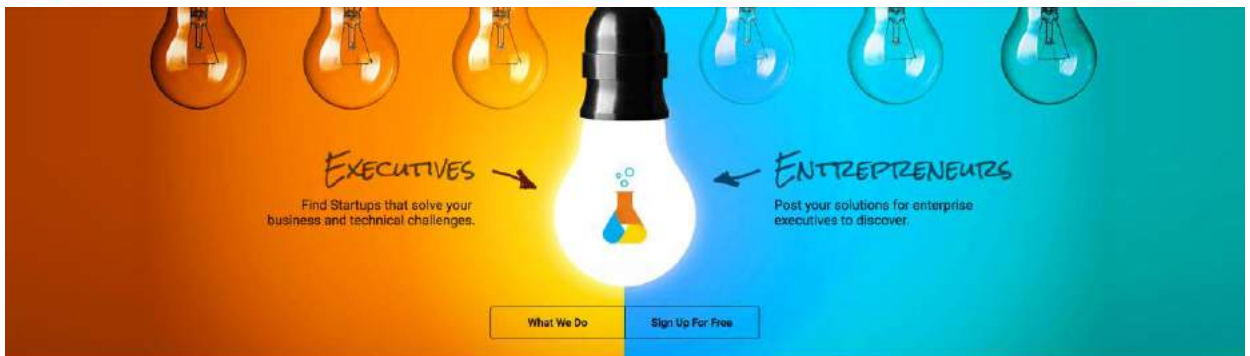 EXECUTIVES
Find Startups that solve your
business and technical challenges.
ENTREPRENEURS
Post your solutions for enterprise
executives to discover.
What We Do
Sign Up For Free